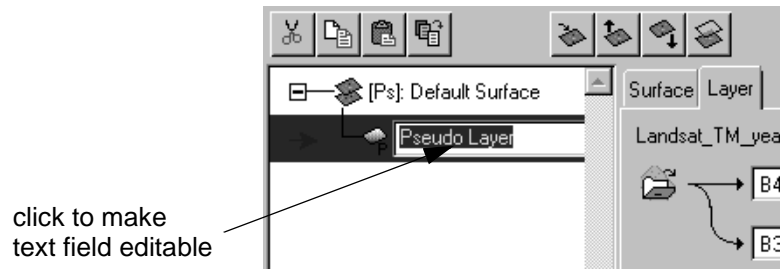 [Ps]: Default Surface
Pseudo Layer
P
Surface Layer
Landsat_TM_yea
B4
B3
click to make
text field editable